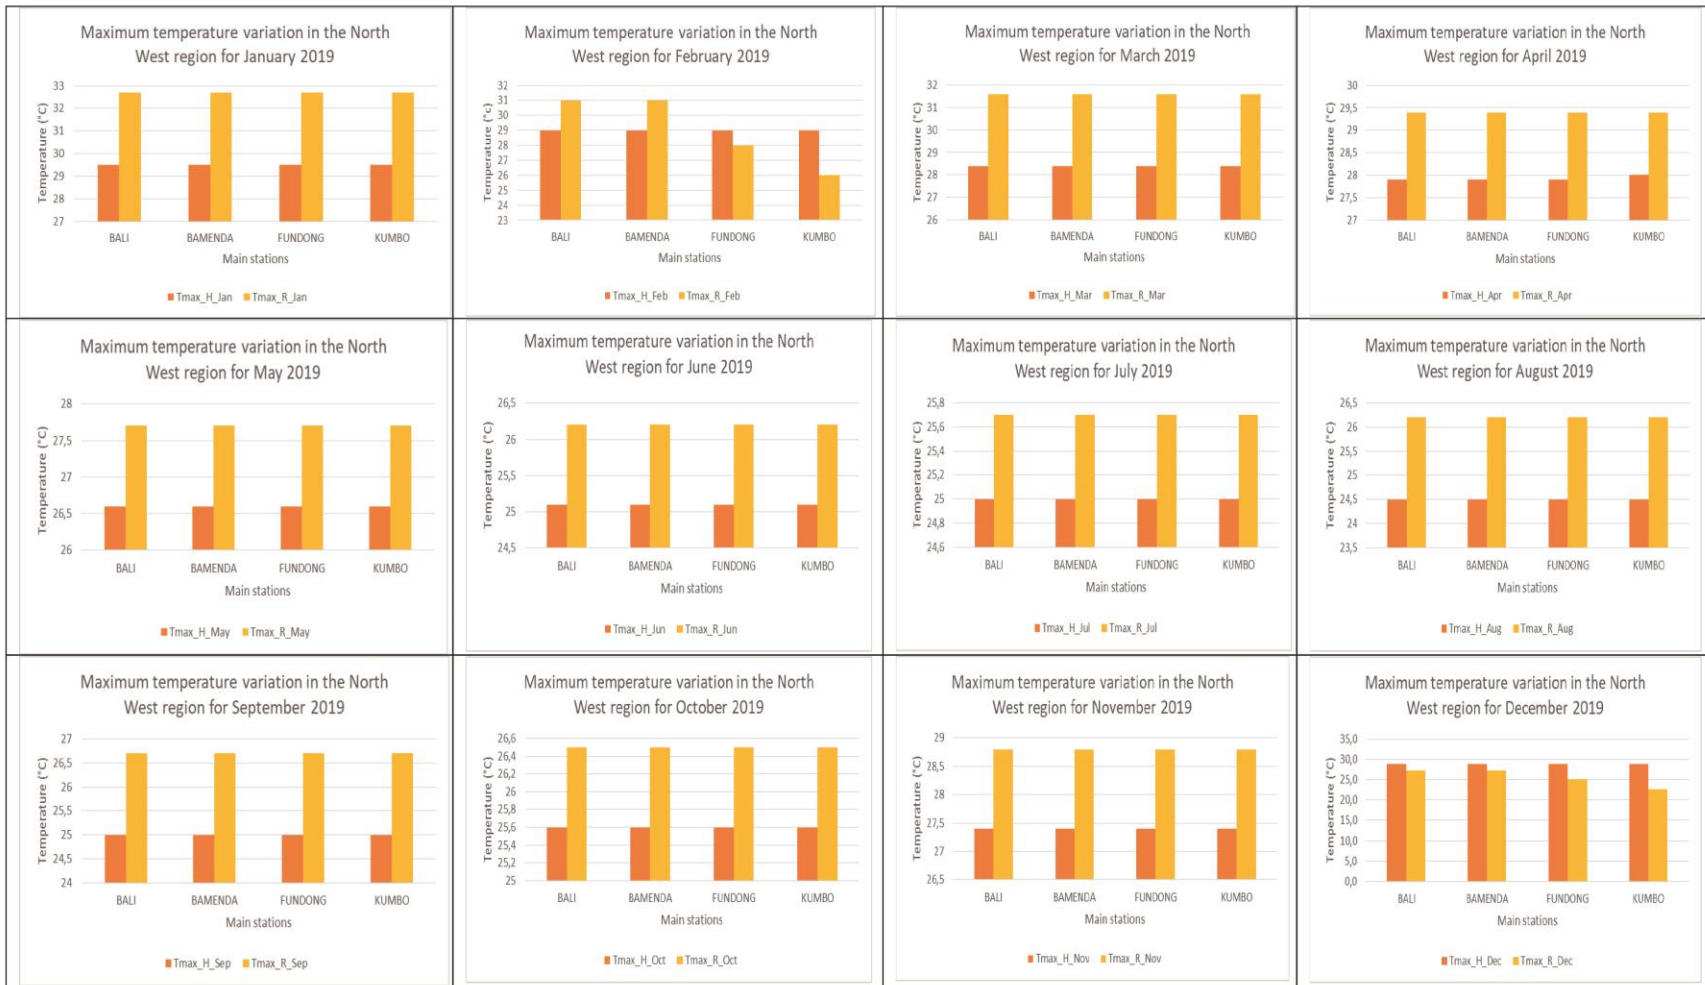 Maximum temperature variation in the North
West region for January 2019
Temperature (°C)
33
32
31
30
29
28
27
BALI BAMENDA FUNDONG KUMBO
Main stations
Tmax_H_Jan Tmax_R_Jan
Maximum temperature variation in the North
West region for February 2019
Temperature (°C)
32
31
30
29
28
27
26
25
24
23
BALI BAMENDA FUNDONG KUMBO
Main stations
Tmax_H_Feb Tmax_R_Feb
Maximum temperature variation in the North
West region for March 2019
Temperature (°C)
32
31
30
29
28
27
26
BALI BAMENDA FUNDONG KUMBO
Main stations
Tmax_H_Mar Tmax_R_Mar
Maximum temperature variation in the North
West region for April 2019
Temperature (°C)
30
29,5
29
28,5
28
27,5
27
BALI BAMENDA FUNDONG KUMBO
Main stations
Tmax_H_Apr Tmax_R_Apr
Maximum temperature variation in the North
West region for May 2019
Temperature (°C)
28
27,5
27
26,5
26
BALI BAMENDA FUNDONG KUMBO
Main stations
Tmax_H_May Tmax_R_May
Maximum temperature variation in the North
West region for June 2019
Temperature (°C)
26,5
26
25,5
25
24,5
BALI BAMENDA FUNDONG KUMBO
Main stations
Tmax_H_Jun Tmax_R_Jun
Maximum temperature variation in the North
West region for July 2019
Temperature (°C)
25,8
25,6
25,4
25,2
25
24,8
24,6
BALI BAMENDA FUNDONG KUMBO
Main stations
Tmax_H_Jul Tmax_R_Jul
Maximum temperature variation in the North
West region for August 2019
Temperature (°C)
26,5
26
25,5
25
24,5
24
23,5
BALI BAMENDA FUNDONG KUMBO
Main stations
Tmax_H_Aug Tmax_R_Aug
Maximum temperature variation in the North
West region for September 2019
Temperature (°C)
27
26,5
26
25,5
25
24,5
24
BALI BAMENDA FUNDONG KUMBO
Main stations
Tmax_H_Sep Tmax_R_Sep
Maximum temperature variation in the North
West region for October 2019
Temperature (°C)
26,6
26,4
26,2
26
25,8
25,6
25,4
25,2
25
BALI BAMENDA FUNDONG KUMBO
Main stations
Tmax_H_Oct Tmax_R_Oct
Maximum temperature variation in the North
West region for November 2019
Temperature (°C)
29
28,5
28
27,5
27
26,5
BALI BAMENDA FUNDONG KUMBO
Main stations
Tmax_H_Nov Tmax_R_Nov
Maximum temperature variation in the North
West region for December 2019
Temperature (°C)
35,0
30,0
25,0
20,0
15,0
10,0
5,0
0,0
BALI BAMENDA FUNDONG KUMBO
Main stations
Tmax_H_Dec Tmax_R_Dec